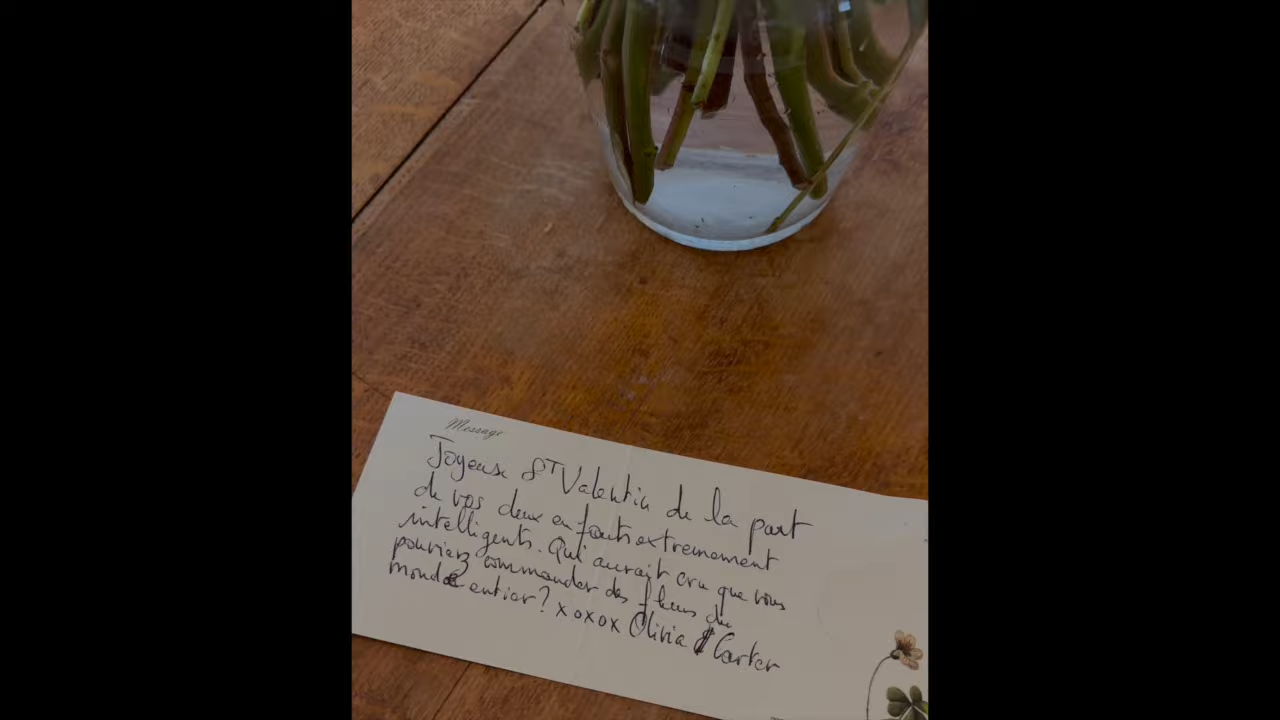 Message
Joyeuse St Valentin de la part
de vos deux enfants extremement
intelligents. Qui aurait cru que vous
pouviez commander des fleurs du
monde entier? xoxox Olivia & Carter